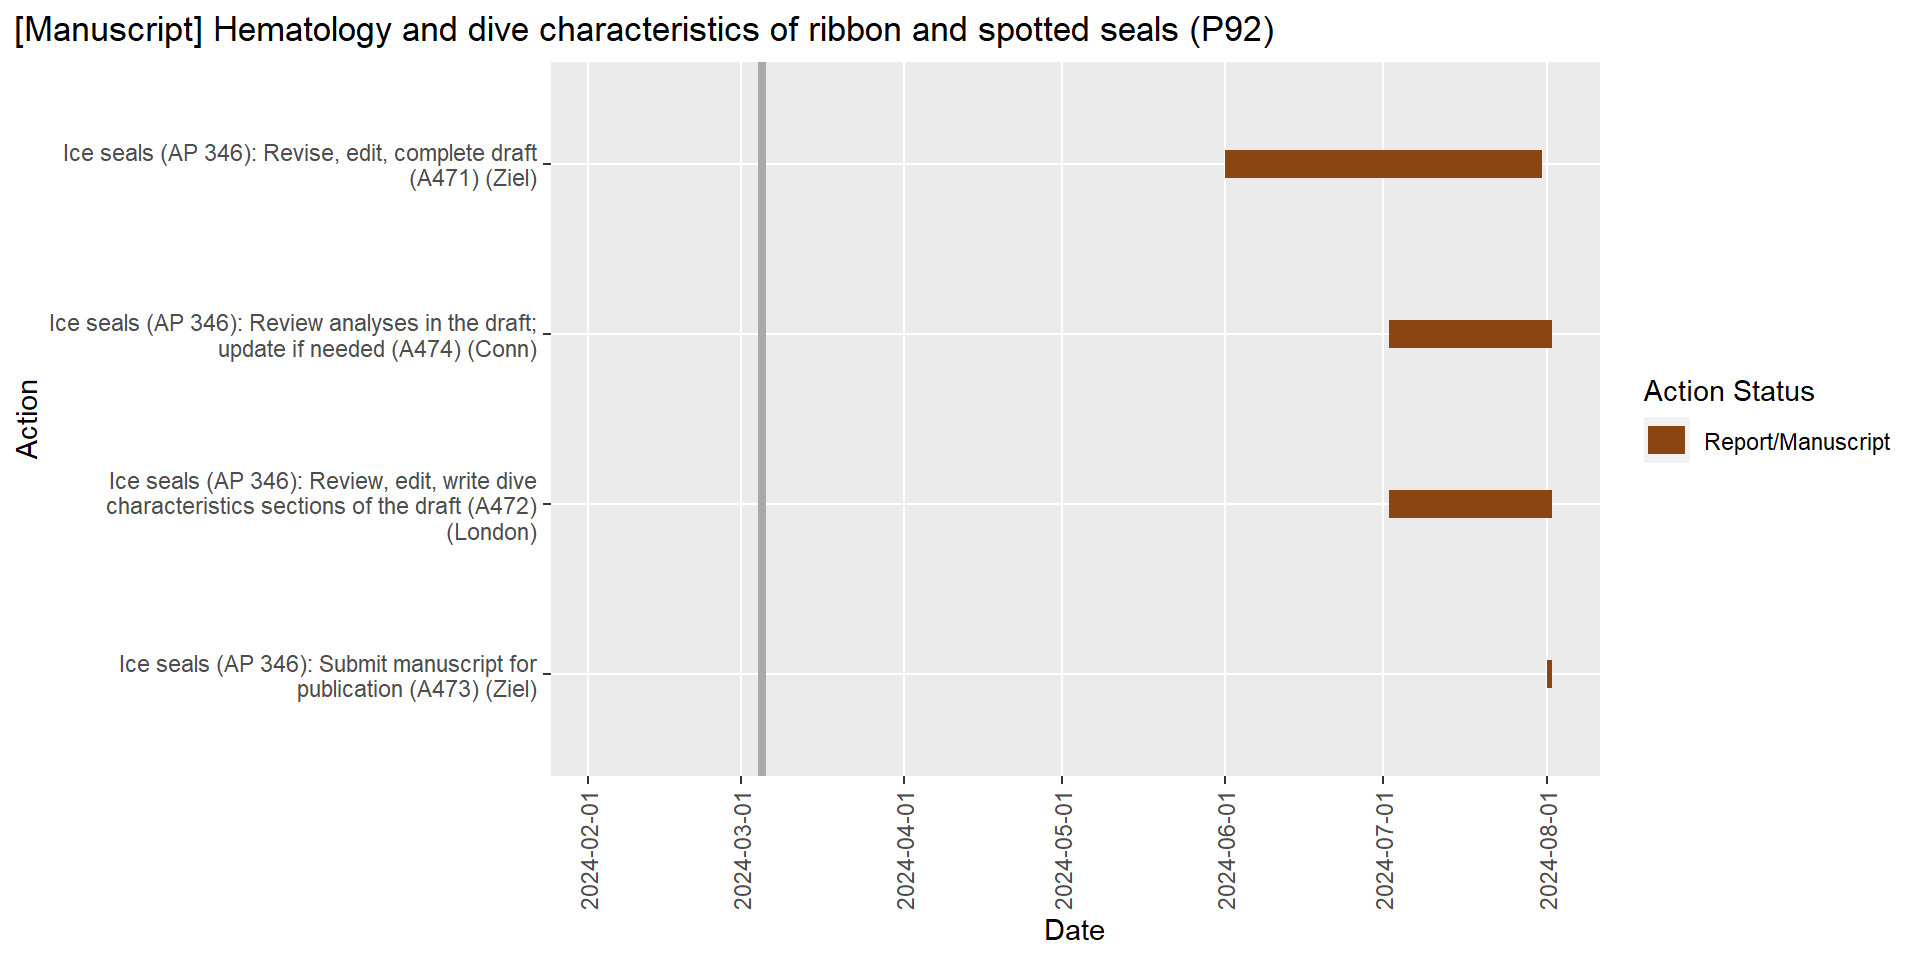 [Manuscript] Hematology and dive characteristics of ribbon and spotted seals (P92)
Ice seals (AP 346): Revise, edit, complete draft
(A471) (Ziel)
Ice seals (AP 346): Review analyses in the draft;
update if needed (A474) (Conn)
Ice seals (AP 346): Review, edit, write dive
characteristics sections of the draft (A472)
(London)
Ice seals (AP 346): Submit manuscript for
publication (A473) (Ziel)
Action
2024-02-01
2024-03-01
2024-04-01
2024-05-01
2024-06-01
2024-07-01
2024-08-01
Date
Action Status
Report/Manuscript